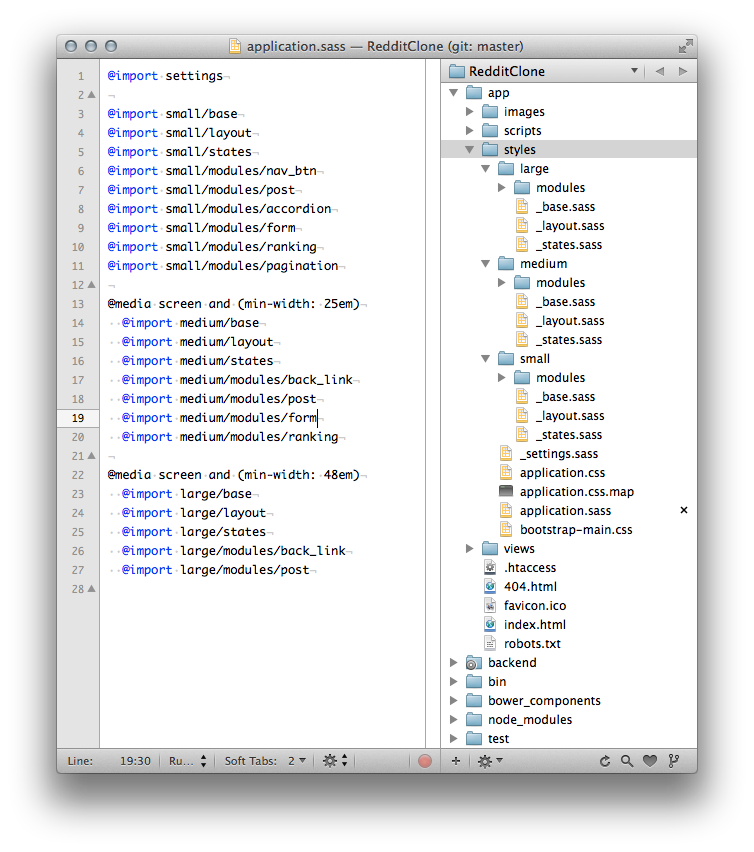 application.sass — RedditClone (git: master)
1 @import settings
2
3 @import small/base
4 @import small/layout
5 @import small/states
6 @import small/modules/nav_btn
7 @import small/modules/post
8 @import small/modules/accordion
9 @import small/modules/form
10 @import small/modules/ranking
11 @import small/modules/pagination
12
13 @media screen and (min-width: 25em)
14 @import medium/base
15 @import medium/layout
16 @import medium/states
17 @import medium/modules/back_link
18 @import medium/modules/post
19 @import medium/modules/form
20 @import medium/modules/ranking
21
22 @media screen and (min-width: 48em)
23 @import large/base
24 @import large/layout
25 @import large/states
26 @import large/modules/back_link
27 @import large/modules/post
28
Line: 19:30 Ru... Soft Tabs: 2
RedditClone
app
images
scripts
styles
large
modules
_base.sass
_layout.sass
_states.sass
medium
modules
_base.sass
_layout.sass
_states.sass
small
modules
_base.sass
_layout.sass
_states.sass
_settings.sass
application.css
application.css.map
application.sass
bootstrap-main.css
views
.htaccess
404.html
favicon.ico
index.html
robots.txt
backend
bin
bower_components
node_modules
test